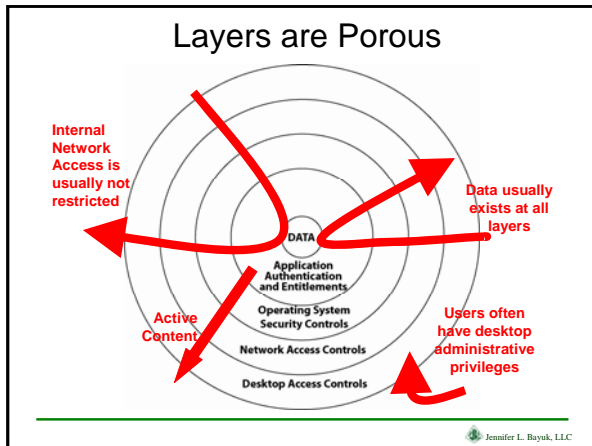 Layers are Porous
Internal
Network
Access is
usually not
restricted
Data usually
exists at all
layers
DATA
Application
Authentication
and Entitlements
Operating System
Security Controls
Network Access Controls
Desktop Access Controls
Active
Content
Users often
have desktop
administrative
privileges
Jennifer L. Bayuk, LLC